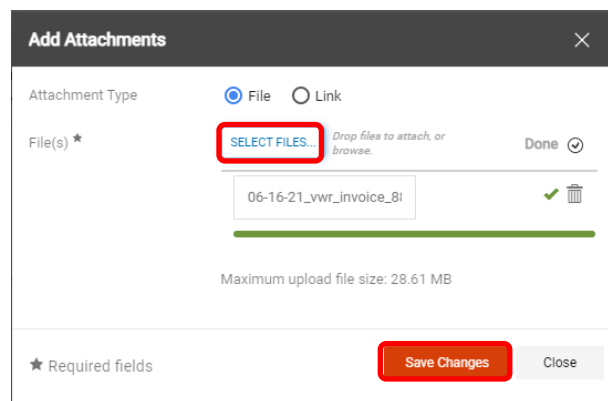 Add Attachments
Attachment Type
File
Link
File(s) ★
SELECT FILES...
Drop files to attach, or
browse.
Done
06-16-21_vwr_invoice_8
Maximum upload file size: 28.61 MB
★ Required fields
Save Changes
Close